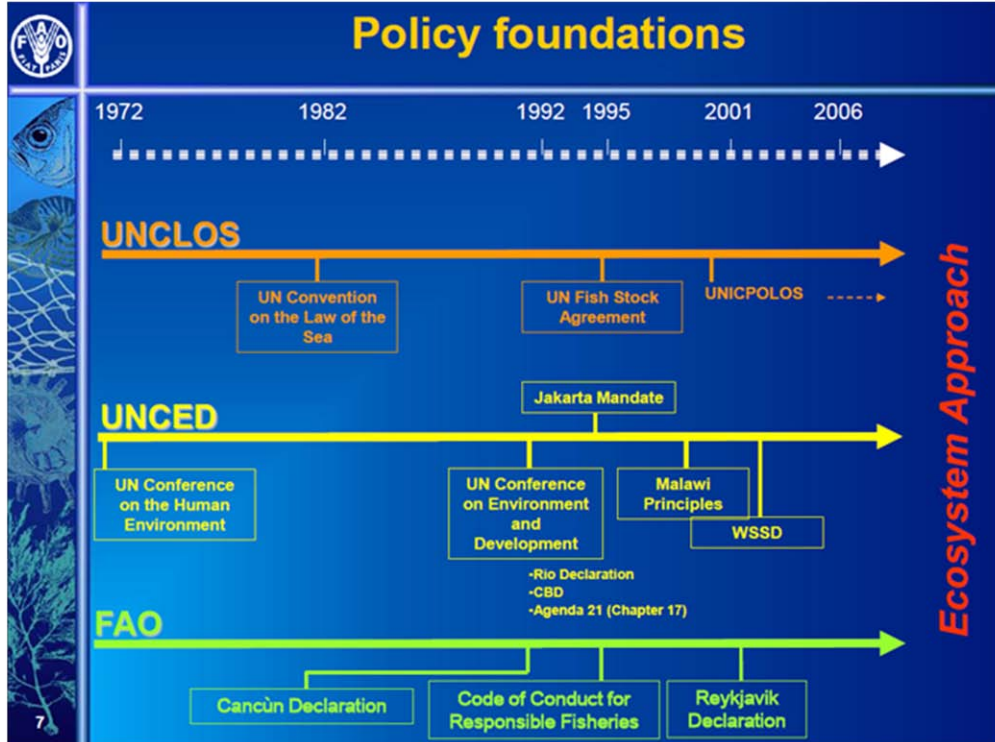 FAO
FIAT PANIS
Policy foundations
1972 1982 1992 1995 2001 2006
UNCLOS
UN Convention
on the Law of the
Sea
UN Fish Stock
Agreement
UNICPOLOS
Jakarta Mandate
UNCED
UN Conference
on the Human
Environment
UN Conference
on Environment
and
Development
Malawi
Principles
WSSD
-Rio Declaration
-CBD
-Agenda 21 (Chapter 17)
FAO
Cancùn Declaration
Code of Conduct for
Responsible Fisheries
Reykjavik
Declaration
Ecosystem Approach
7